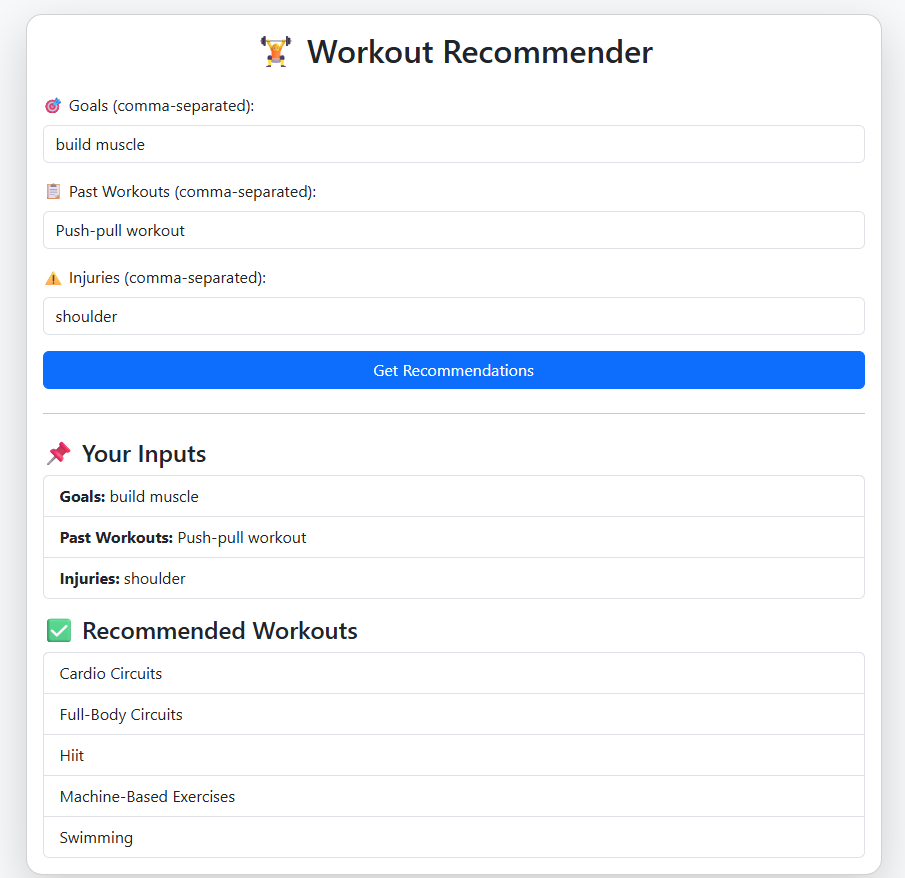 Workout Recommender
Goals (comma-separated):
build muscle
Past Workouts (comma-separated):
Push-pull workout
Injuries (comma-separated):
shoulder
Get Recommendations
Your Inputs
Goals: build muscle
Past Workouts: Push-pull workout
Injuries: shoulder
Recommended Workouts
Cardio Circuits
Full-Body Circuits
Hiit
Machine-Based Exercises
Swimming